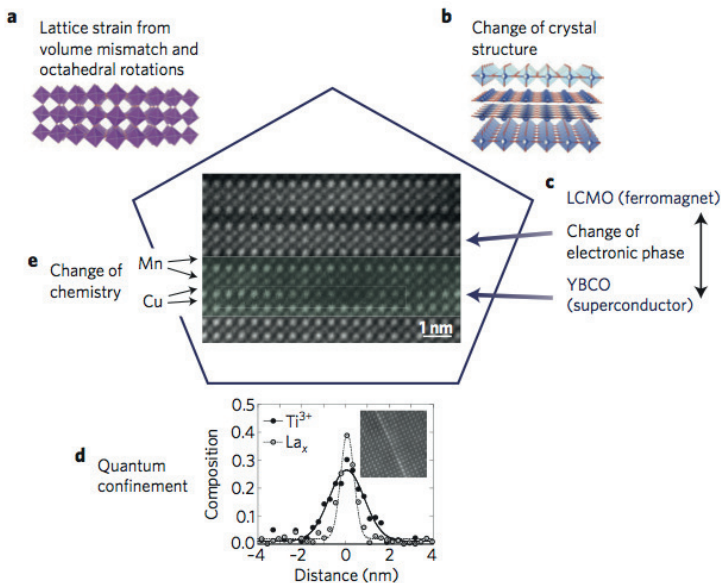 a
Lattice strain from
volume mismatch and
octahedral rotations
b
Change of crystal
structure
c
LCMO (ferromagnet)
Change of
electronic phase
YBCO
(superconductor)
e
Change of
chemistry
Mn
Cu
1 nm
d
Quantum
confinement
Composition
0.5
0.4
0.3
0.2
0.1
0.0
Ti3+
Lax
−4
−2
0
2
4
Distance (nm)